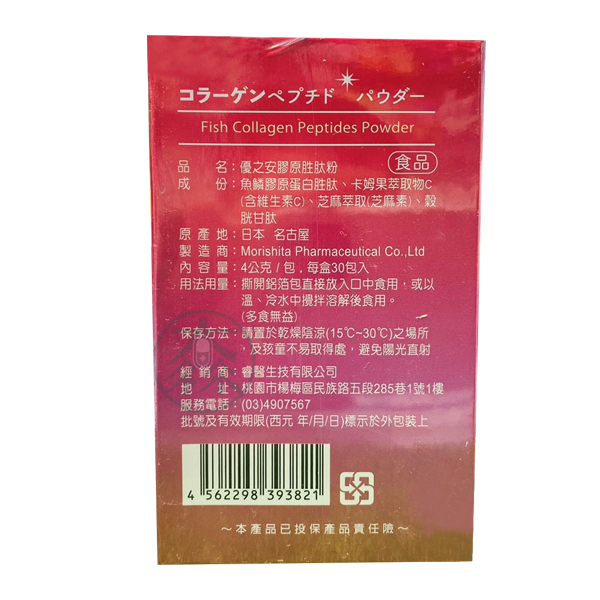 コラーゲンペプチド パウダー
Fish Collagen Peptides Powder
品名：優之安膠原胜肽粉 食品
成份：魚鱗膠原蛋白胜肽、卡姆果萃取物C
(含維生素C)、芝麻萃取(芝麻素)、穀
胱甘肽
原產地：日本 名古屋
製造商：Morishita Pharmaceutical Co.,Ltd
內容量：4公克 / 包，每盒30包入
用法用量：撕開鋁箔包直接放入口中食用，或以
溫、冷水中攪拌溶解後食用。
(多食無益)
保存方法：請置於乾燥陰涼(15℃~30℃)之場所
，及孩童不易取得處，避免陽光直射
經銷商：睿醫生技有限公司
地址：桃園市楊梅區民族路五段285巷1號1樓
服務電話：(03)4907567
批號及有效期限(西元 年/月/日)標示於外包裝上
4 562298 393821
～本產品已投保產品責任險～